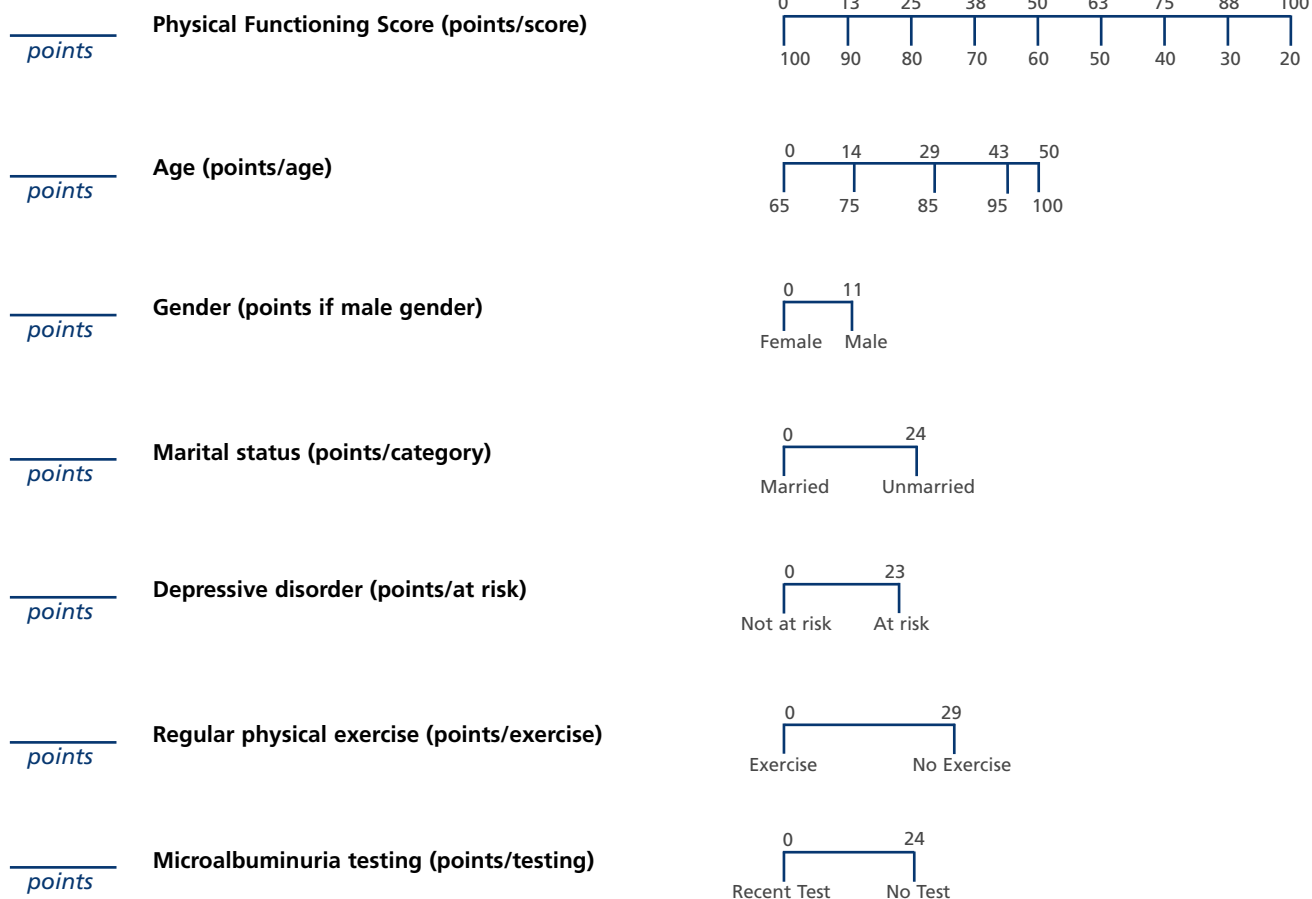 0 13 25 38 50 63 75 88 100
Physical Functioning Score (points/score)
points
100 90 80 70 60 50 40 30 20
0 14 29 43 50
Age (points/age)
points
65 75 85 95 100
0 11
Gender (points if male gender)
points
Female Male
0 24
Marital status (points/category)
points
Married Unmarried
0 23
Depressive disorder (points/at risk)
points
Not at risk At risk
0 29
Regular physical exercise (points/exercise)
points
Exercise No Exercise
0 24
Microalbuminuria testing (points/testing)
points
Recent Test No Test